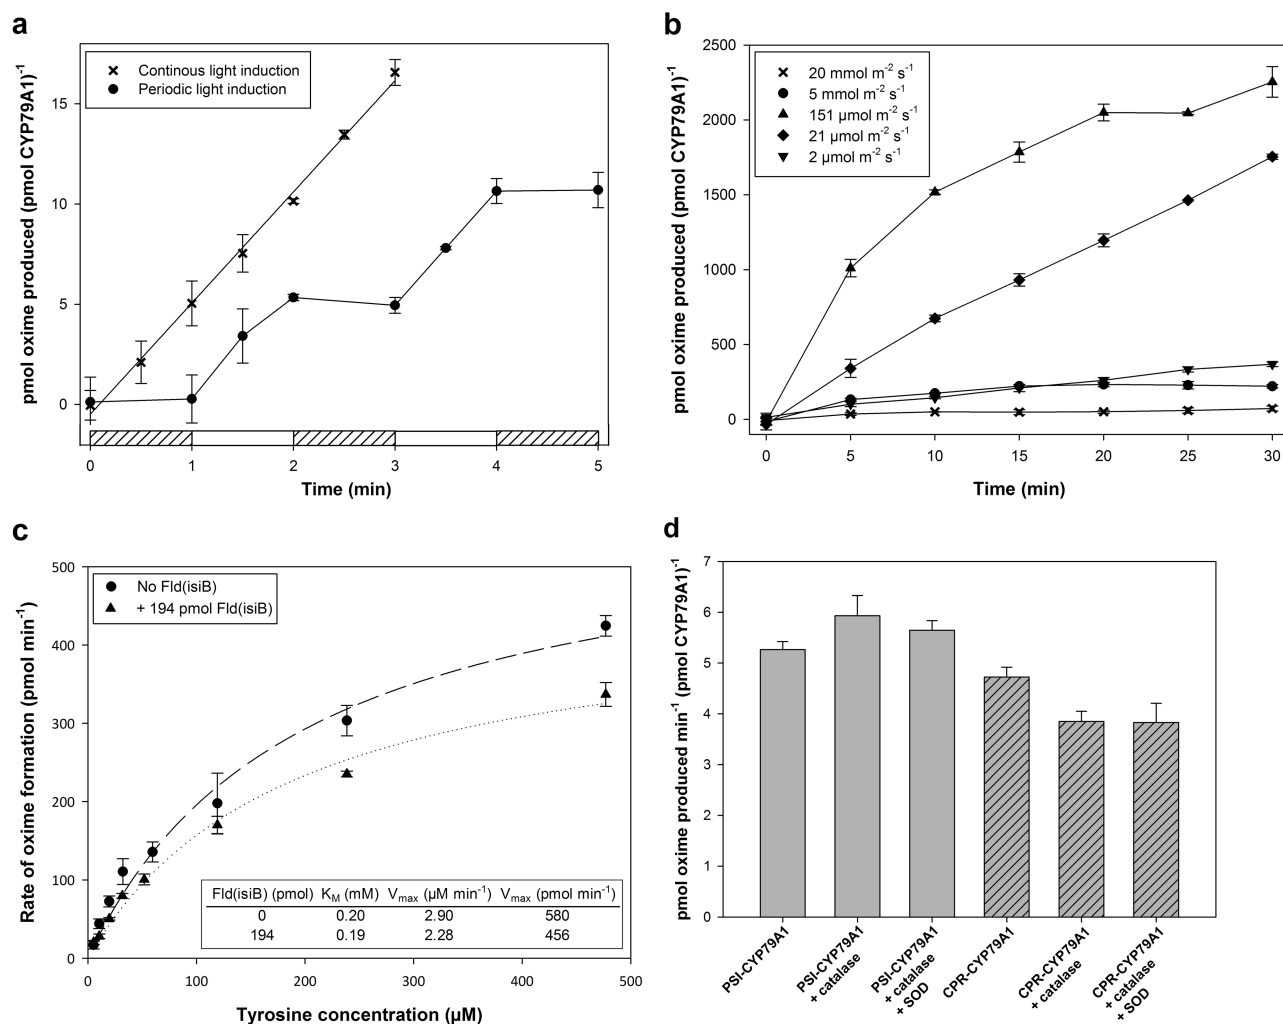 a
Continous light induction
Periodic light induction
pmol oxime produced (pmol CYP79A1)⁻¹
15
10
5
0
0 1 2 3 4 5
Time (min)
b
20 mmol m⁻² s⁻¹
5 mmol m⁻² s⁻¹
151 µmol m⁻² s⁻¹
21 µmol m⁻² s⁻¹
2 µmol m⁻² s⁻¹
pmol oxime produced (pmol CYP79A1)⁻¹
2500
2000
1500
1000
500
0
0 5 10 15 20 25 30
Time (min)
c
No Fld(isiB)
+ 194 pmol Fld(isiB)
Rate of oxime formation (pmol min⁻¹)
500
400
300
200
100
0
Fld(isiB) (pmol) K_M (mM) V_max (µM min⁻¹) V_max (pmol min⁻¹)
0 0.20 2.90 580
194 0.19 2.28 456
0 100 200 300 400 500
Tyrosine concentration (µM)
d
pmol oxime produced min⁻¹ (pmol CYP79A1)⁻¹
7
6
5
4
3
2
1
0
PSI-CYP79A1
PSI-CYP79A1
+ catalase
PSI-CYP79A1
+ catalase
+ SOD
CPR-CYP79A1
CPR-CYP79A1
+ catalase
CPR-CYP79A1
+ catalase
+ SOD